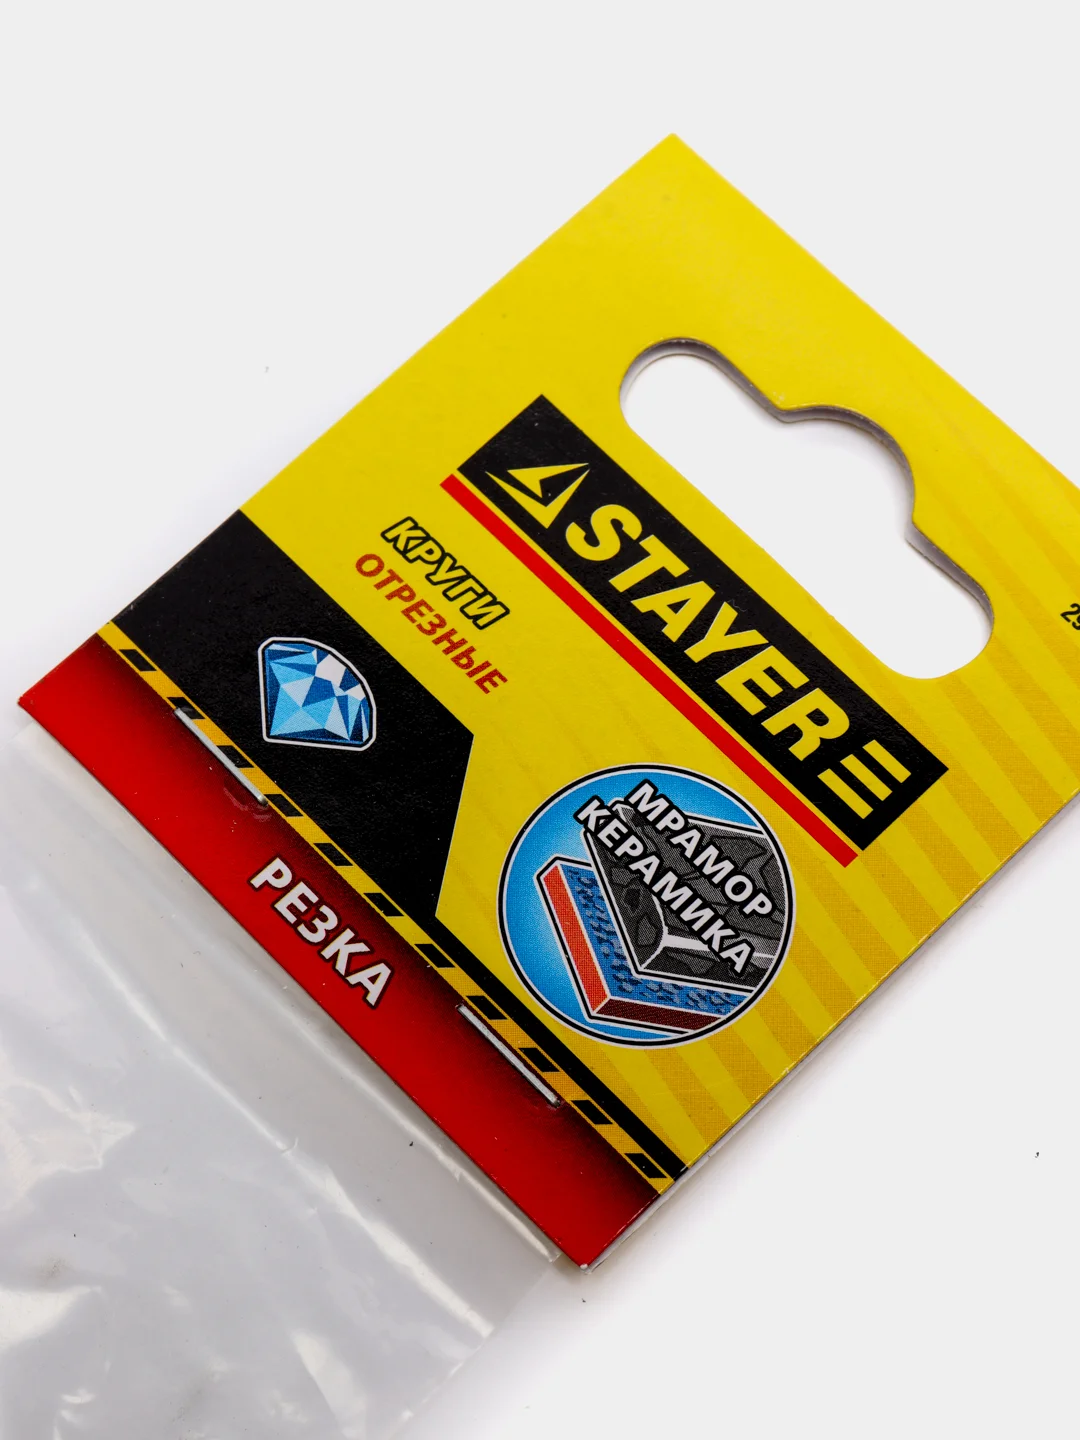 STAYER
КРУГИ
ОТРЕЗНЫЕ
МРАМОР
КЕРАМИКА
РЕЗКА